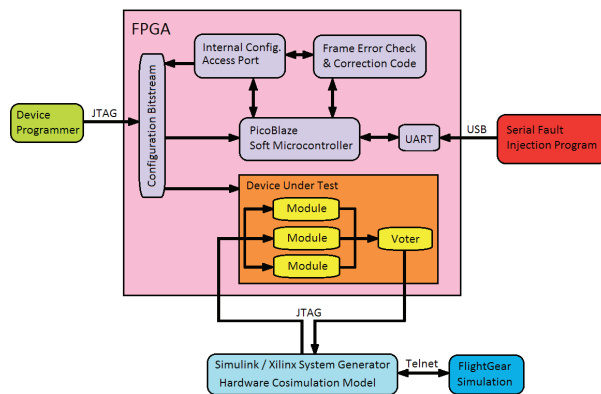 FPGA
Internal Config.
Access Port
Frame Error Check
& Correction Code
Configuration Bitstream
Device
Programmer
JTAG
PicoBlaze
Soft Microcontroller
UART
USB
Serial Fault
Injection Program
Device Under Test
Module
Module
Module
Voter
JTAG
Simulink / Xilinx System Generator
Hardware Cosimulation Model
Telnet
FlightGear
Simulation